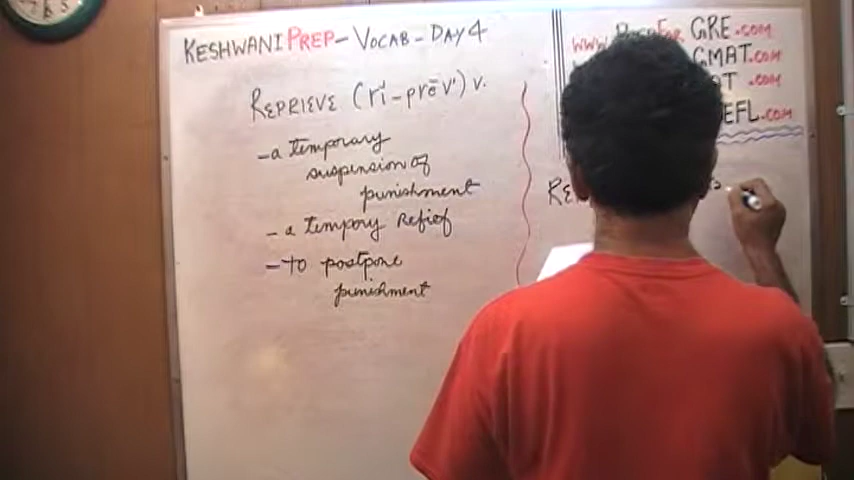 KESHWANI PREP - VOCAB - DAY 4
REPRIEVE (ri - prēv') v.
- a temporary
suspension of
punishment
- a tempory Relief
- to postpone
punishment
WWW. GRE.COM
GMAT.COM
.COM
EFL.COM